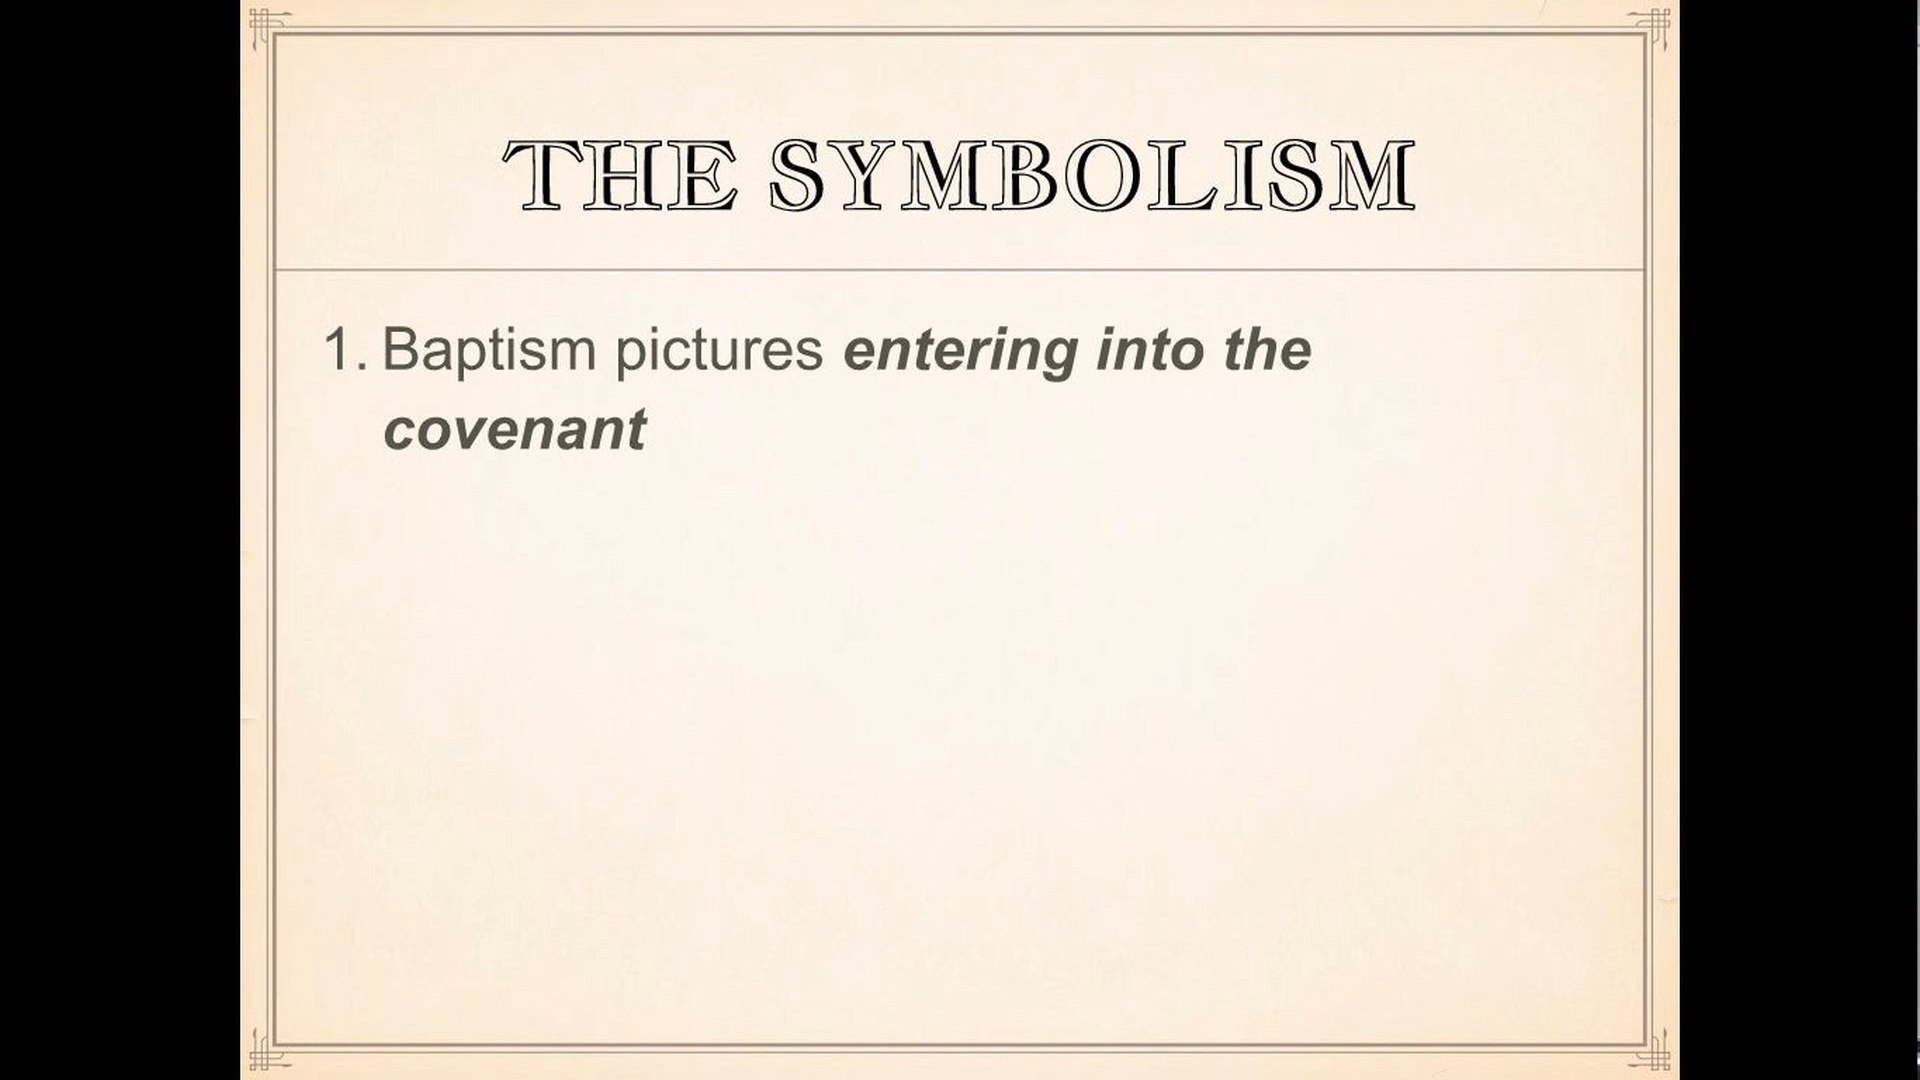 THE SYMBOLISM
1. Baptism pictures entering into the
covenant